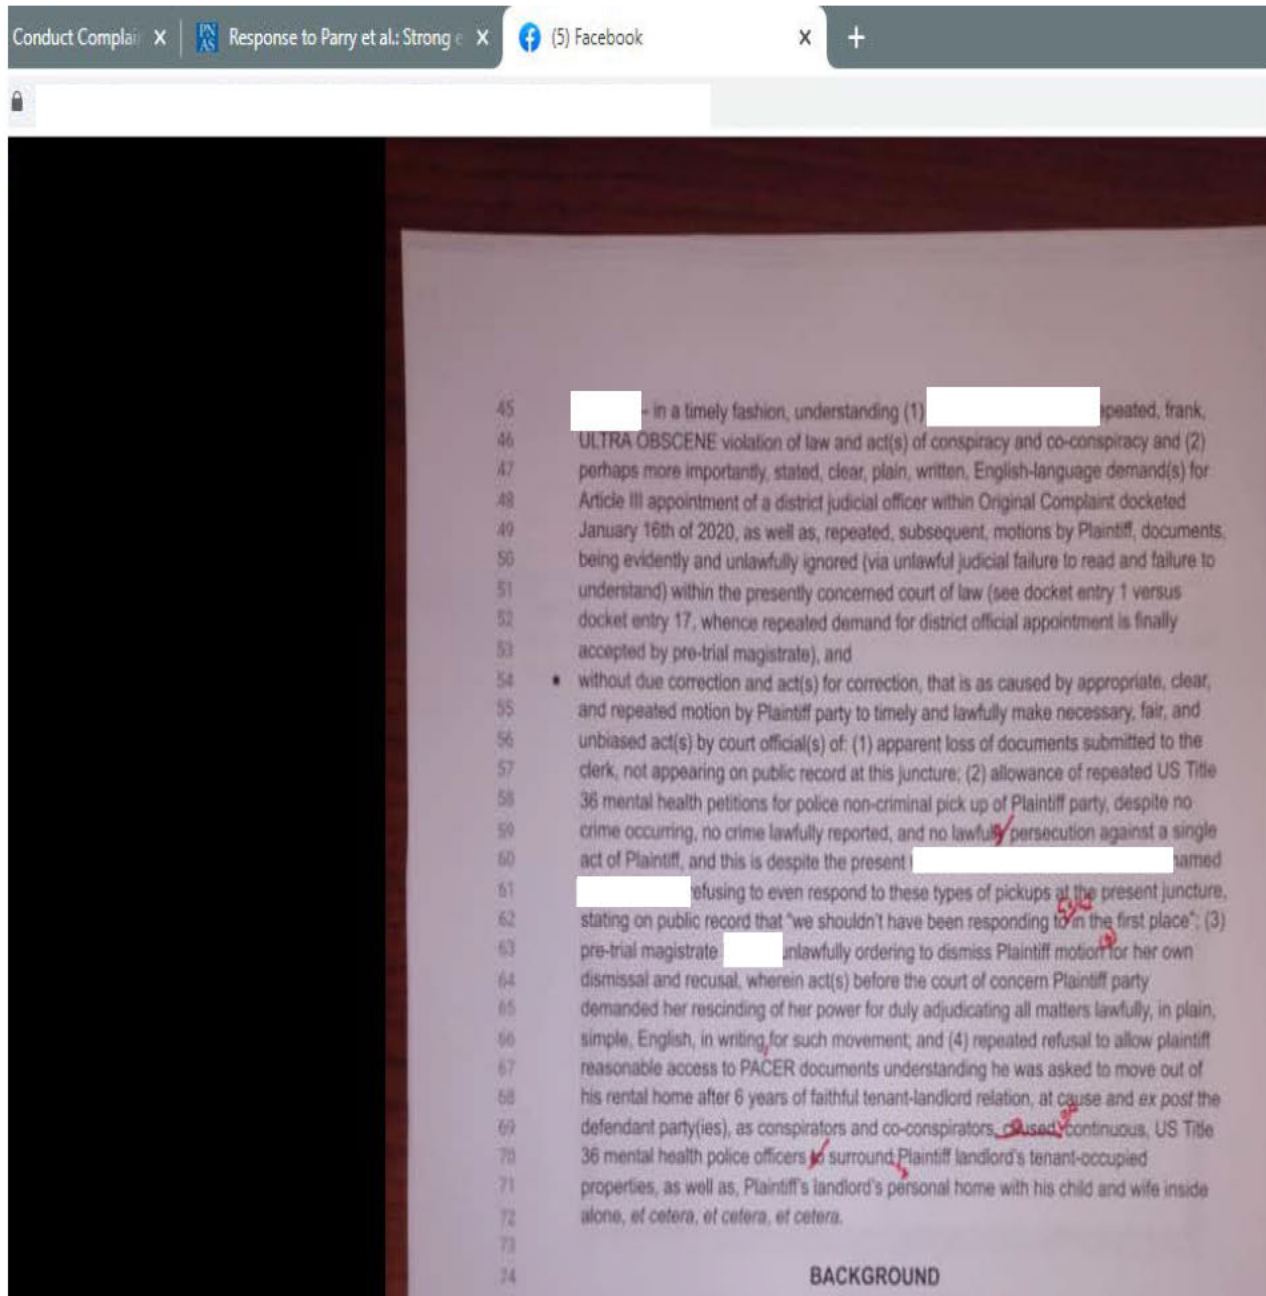 Conduct Complai
Response to Parry et al.: Strong e
(5) Facebook
45 - in a timely fashion, understanding (1) epeated, frank,
46 ULTRA OBSCENE violation of law and act(s) of conspiracy and co-conspiracy and (2)
47 perhaps more importantly, stated, clear, plain, written, English-language demand(s) for
48 Article III appointment of a district judicial officer within Original Complaint docketed
49 January 16th of 2020, as well as, repeated, subsequent, motions by Plaintiff, documents,
50 being evidently and unlawfully ignored (via unlawful judicial failure to read and failure to
51 understand) within the presently concerned court of law (see docket entry 1 versus
52 docket entry 17, whence repeated demand for district official appointment is finally
53 accepted by pre-trial magistrate), and
54 • without due correction and act(s) for correction, that is as caused by appropriate, clear,
55 and repeated motion by Plaintiff party to timely and lawfully make necessary, fair, and
56 unbiased act(s) by court official(s) of: (1) apparent loss of documents submitted to the
57 clerk, not appearing on public record at this juncture; (2) allowance of repeated US Title
58 36 mental health petitions for police non-criminal pick up of Plaintiff party, despite no
59 crime occurring, no crime lawfully reported, and no lawfully persecution against a single
60 act of Plaintiff, and this is despite the present named
61 efusing to even respond to these types of pickups at the present juncture,
62 stating on public record that "we shouldn't have been responding to in the first place"; (3)
63 pre-trial magistrate unlawfully ordering to dismiss Plaintiff motion for her own
64 dismissal and recusal, wherein act(s) before the court of concern Plaintiff party
65 demanded her rescinding of her power for duly adjudicating all matters lawfully, in plain,
66 simple, English, in writing, for such movement; and (4) repeated refusal to allow plaintiff
67 reasonable access to PACER documents understanding he was asked to move out of
68 his rental home after 6 years of faithful tenant-landlord relation, at cause and ex post the
69 defendant party(ies), as conspirators and co-conspirators, caused, continuous, US Title
70 36 mental health police officers to surround Plaintiff landlord's tenant-occupied
71 properties, as well as, Plaintiff's landlord's personal home with his child and wife inside
72 alone, et cetera, et cetera, et cetera.
73
74 BACKGROUND